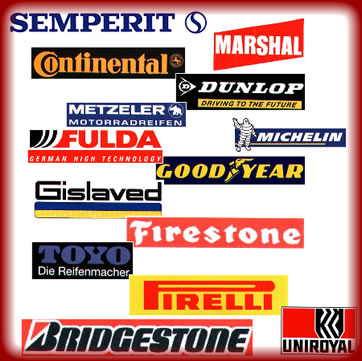 SEMPERIT
MARSHAL
Continental
DUNLOP
DRIVING TO THE FUTURE
METZELER
MOTORRADREIFEN
MICHELIN
FULDA
GERMAN HIGH TECHNOLOGY
GOODYEAR
Gislaved
Firestone
TOYO
Die Reifenmacher
PIRELLI
UNIROYAL
BRIDGESTONE